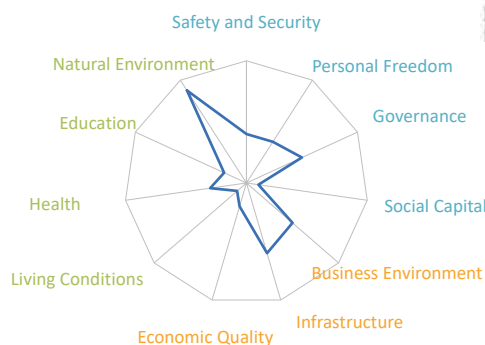 Safety and Security
Natural Environment
Personal Freedom
Education
Governance
Health
Social Capital
Living Conditions
Business Environment
Infrastructure
Economic Quality